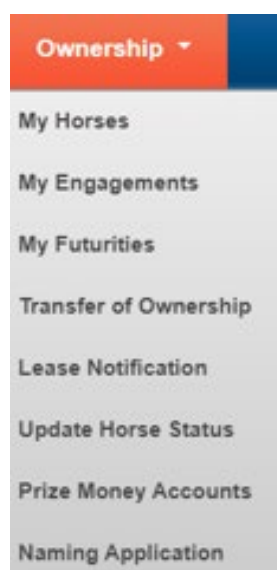 Ownership
My Horses
My Engagements
My Futurities
Transfer of Ownership
Lease Notification
Update Horse Status
Prize Money Accounts
Naming Application